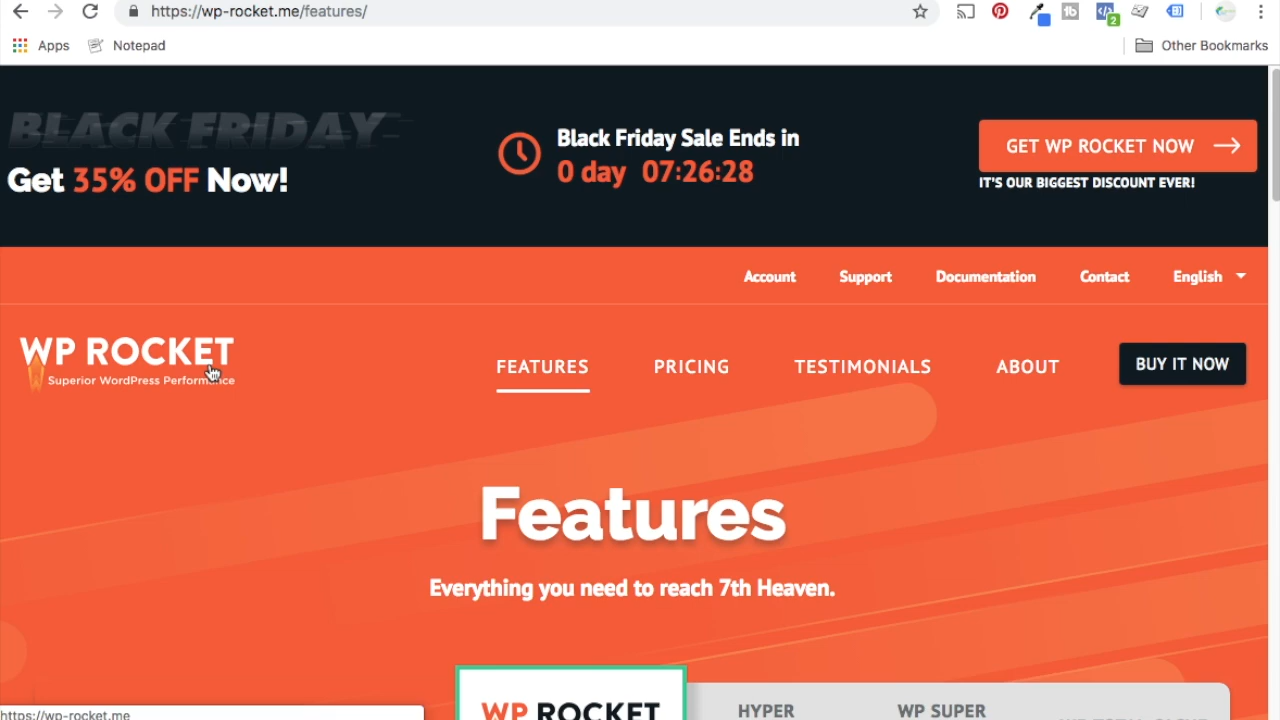 https://wp-rocket.me/features/
2
Apps
Notepad
Other Bookmarks
BLACK FRIDAY
Get 35% OFF Now!
Black Friday Sale Ends in
0 day 07:26:28
GET WP ROCKET NOW
IT'S OUR BIGGEST DISCOUNT EVER!
Account
Support
Documentation
Contact
English
WP ROCKET
Superior WordPress Performance
FEATURES
PRICING
TESTIMONIALS
ABOUT
BUY IT NOW
Features
Everything you need to reach 7th Heaven.
WP ROCKET
HYPER
WP SUPER
https://wp-rocket.me